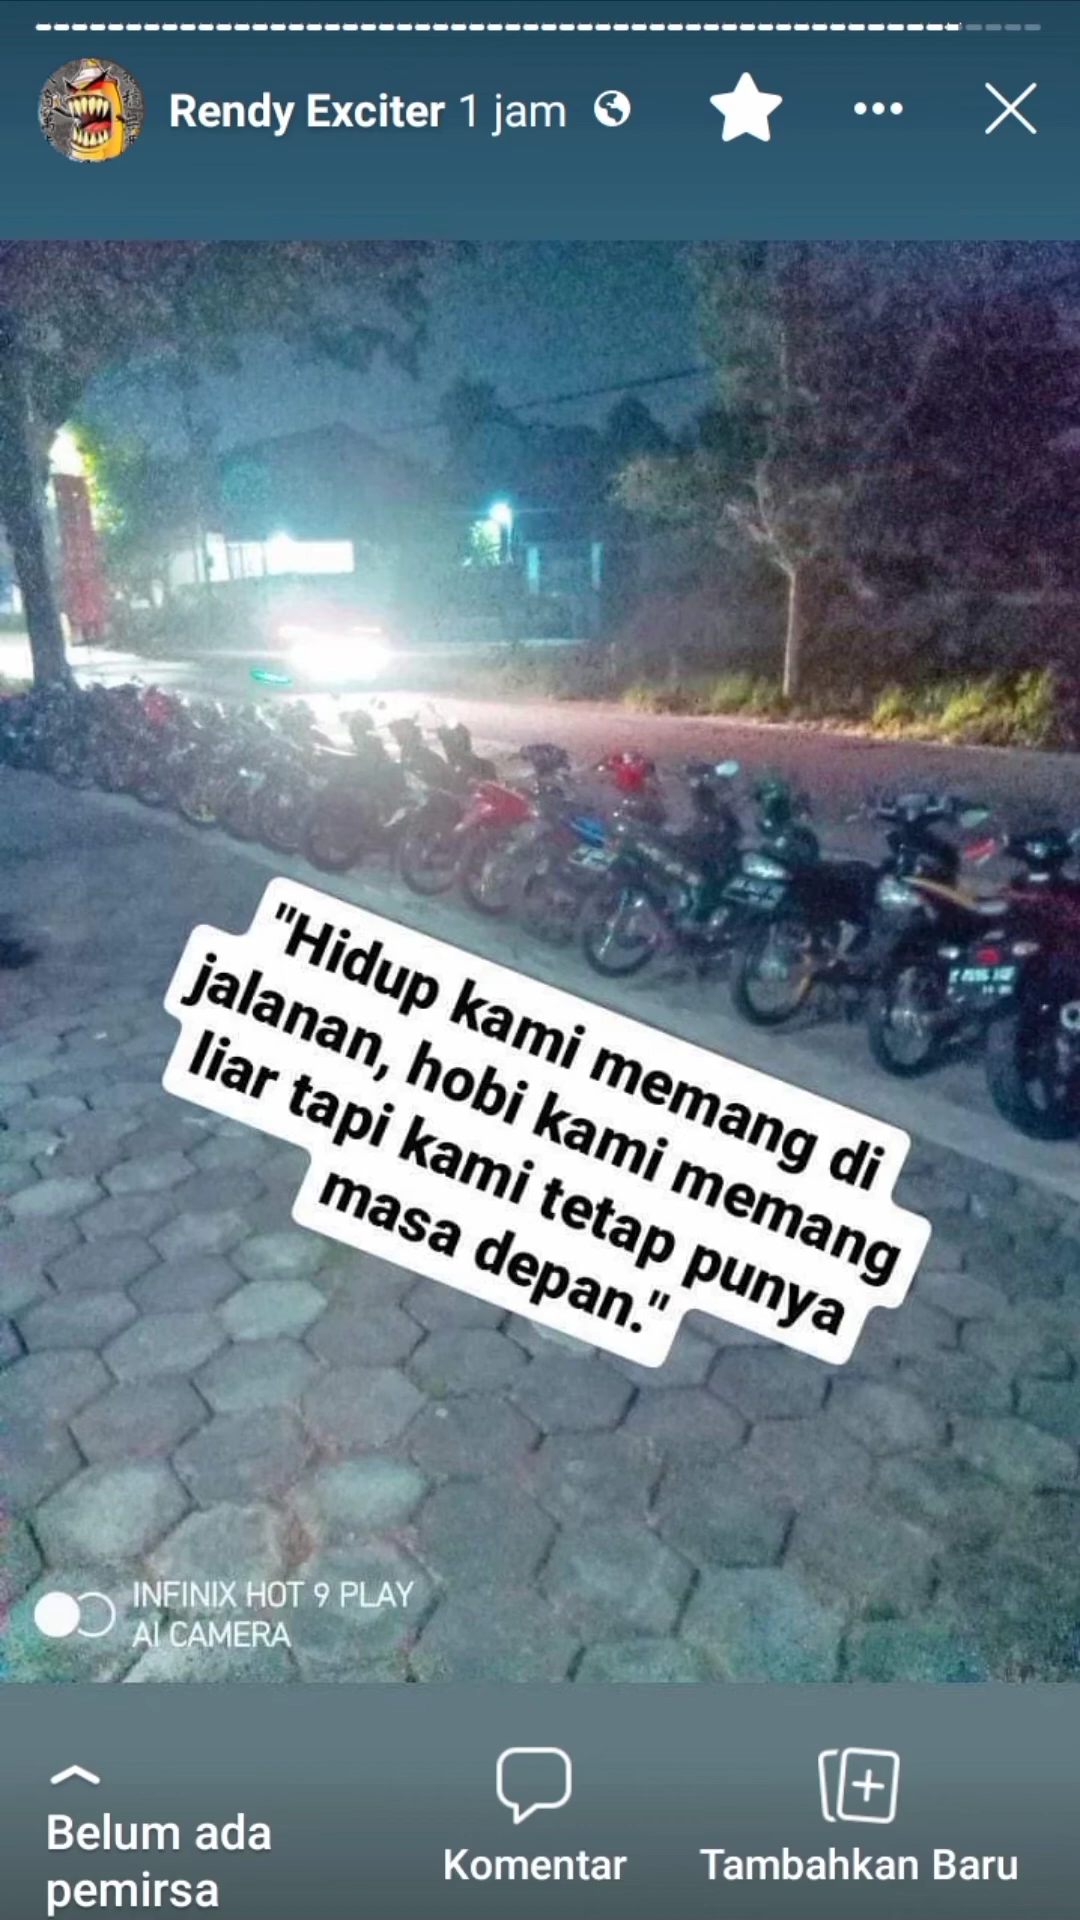 Rendy Exciter 1 jam
"Hidup kami memang di
jalanan, hobi kami memang
liar tapi kami tetap punya
masa depan."
INFINIX HOT 9 PLAY
AI CAMERA
Belum ada
pemirsa
Komentar
Tambahkan Baru